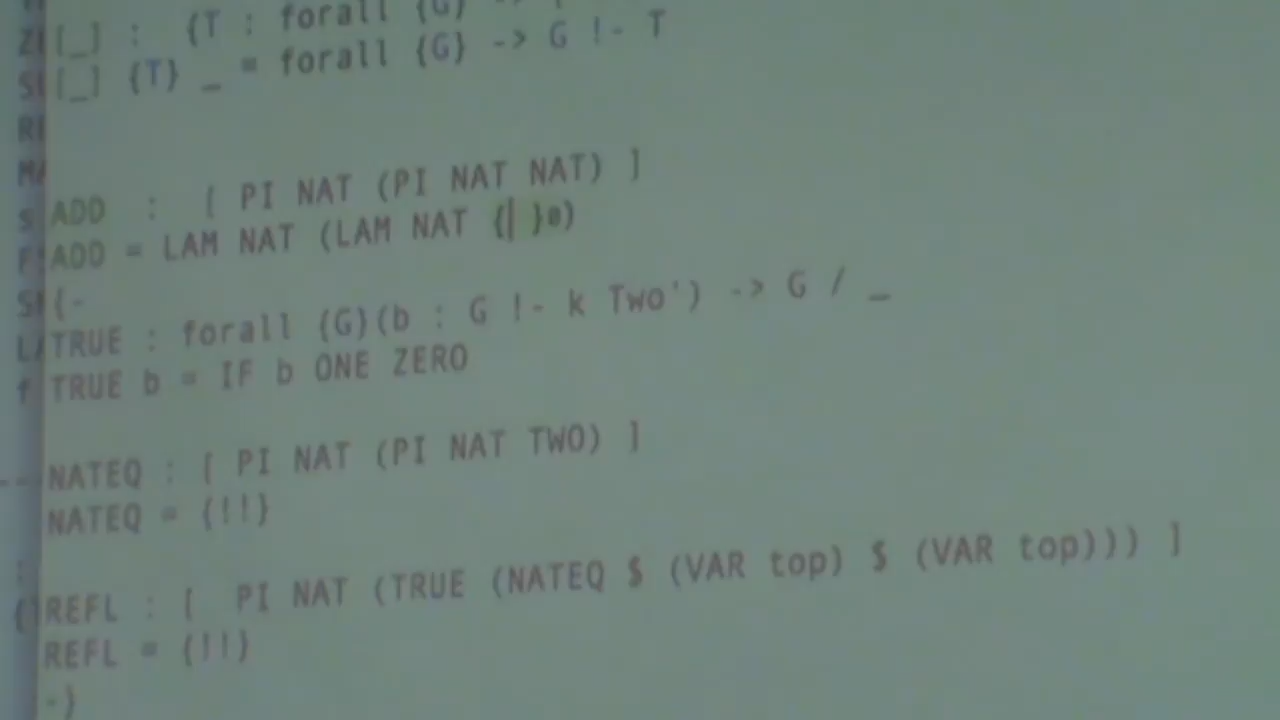 [_] : {T : forall {G} ->
[_] {T} _ = forall {G} -> G !- T
ADD : [ PI NAT (PI NAT NAT) ]
ADD = LAM NAT (LAM NAT { }0)
{-
TRUE : forall {G}(b : G !- k Two') -> G / _
TRUE b = IF b ONE ZERO
NATEQ : [ PI NAT (PI NAT TWO) ]
NATEQ = {!!}
REFL : [ PI NAT (TRUE (NATEQ $ (VAR top) $ (VAR top))) ]
REFL = {!!}
-}